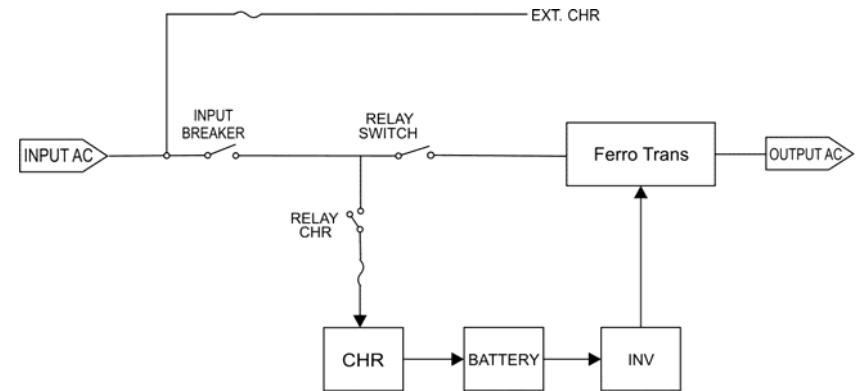 EXT. CHR
INPUT
BREAKER
RELAY
SWITCH
INPUT AC
Ferro Trans
OUTPUT AC
RELAY
CHR
CHR
BATTERY
INV